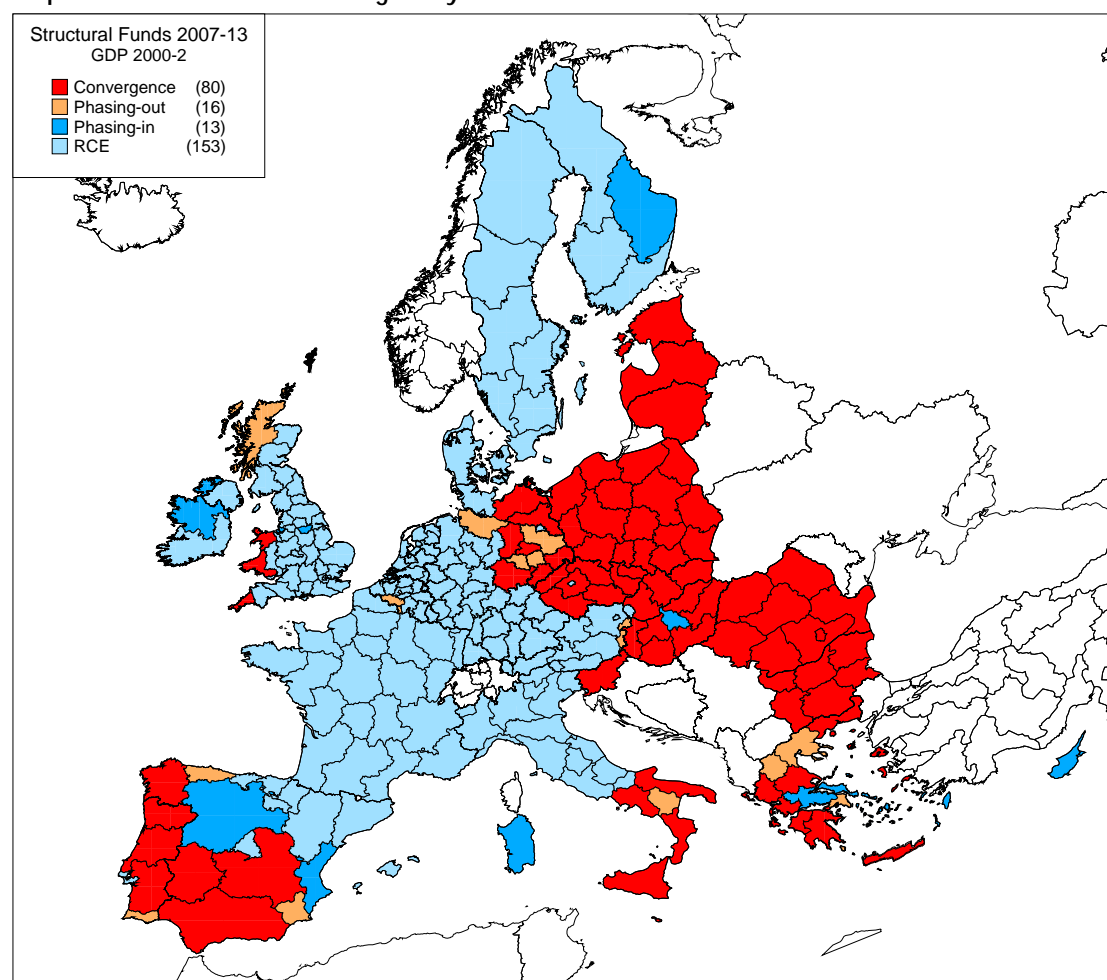 Structural Funds 2007-13
GDP 2000-2
Convergence (80)
Phasing-out (16)
Phasing-in (13)
RCE (153)